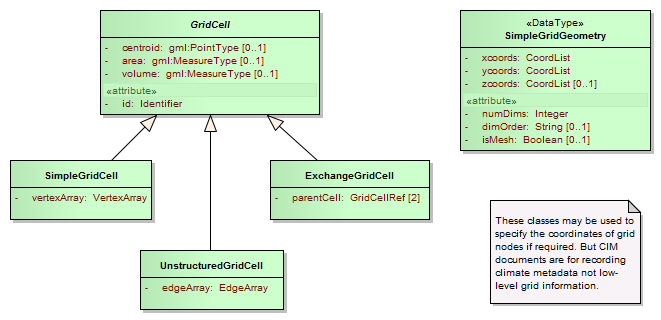 GridCell
- centroid: gml:PointType [0..1]
- area: gml:MeasureType [0..1]
- volume: gml:MeasureType [0..1]
«attribute»
- id: Identifier
«DataType»
SimpleGridGeometry
- xcoords: CoordList
- ycoords: CoordList
- zcoords: CoordList [0..1]
«attribute»
- numDims: Integer
- dimOrder: String [0..1]
- isMesh: Boolean [0..1]
SimpleGridCell
- vertexArray: VertexArray
ExchangeGridCell
- parentCell: GridCellRef [2]
UnstructuredGridCell
- edgeArray: EdgeArray
These classes may be used to
specify the coordinates of grid
nodes if required. But CIM
documents are for recording
climate metadata not low-
level grid information.